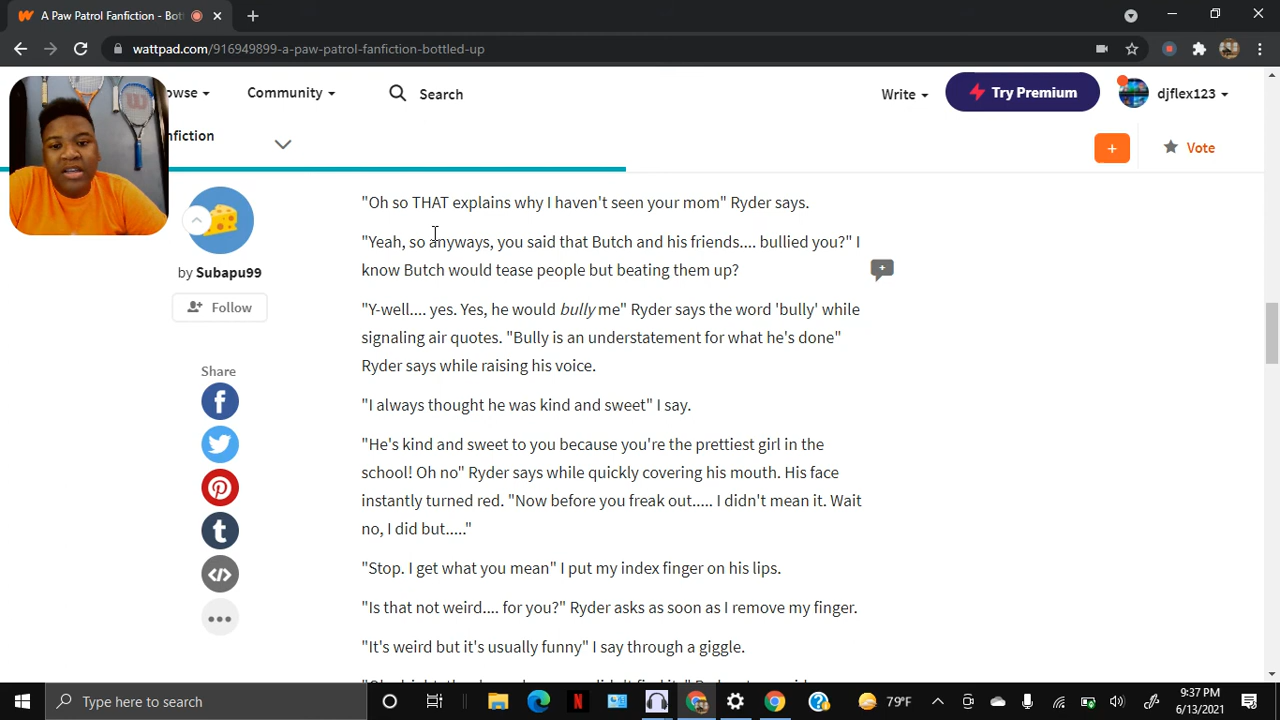 A Paw Patrol Fanfiction - Bot
wattpad.com/916949899-a-paw-patrol-fanfiction-bottled-up
owse
Community
Search
Write
Try Premium
djflex123
nfiction
+
Vote
by Subapu99
Follow
Share
"Oh so THAT explains why I haven't seen your mom" Ryder says.
"Yeah, so anyways, you said that Butch and his friends.... bullied you?" I
know Butch would tease people but beating them up?
"Y-well.... yes. Yes, he would bully me" Ryder says the word 'bully' while
signaling air quotes. "Bully is an understatement for what he's done"
Ryder says while raising his voice.
"I always thought he was kind and sweet" I say.
"He's kind and sweet to you because you're the prettiest girl in the
school! Oh no" Ryder says while quickly covering his mouth. His face
instantly turned red. "Now before you freak out..... I didn't mean it. Wait
no, I did but....."
"Stop. I get what you mean" I put my index finger on his lips.
"Is that not weird.... for you?" Ryder asks as soon as I remove my finger.
"It's weird but it's usually funny" I say through a giggle.
Type here to search
79°F
9:37 PM
6/13/2021